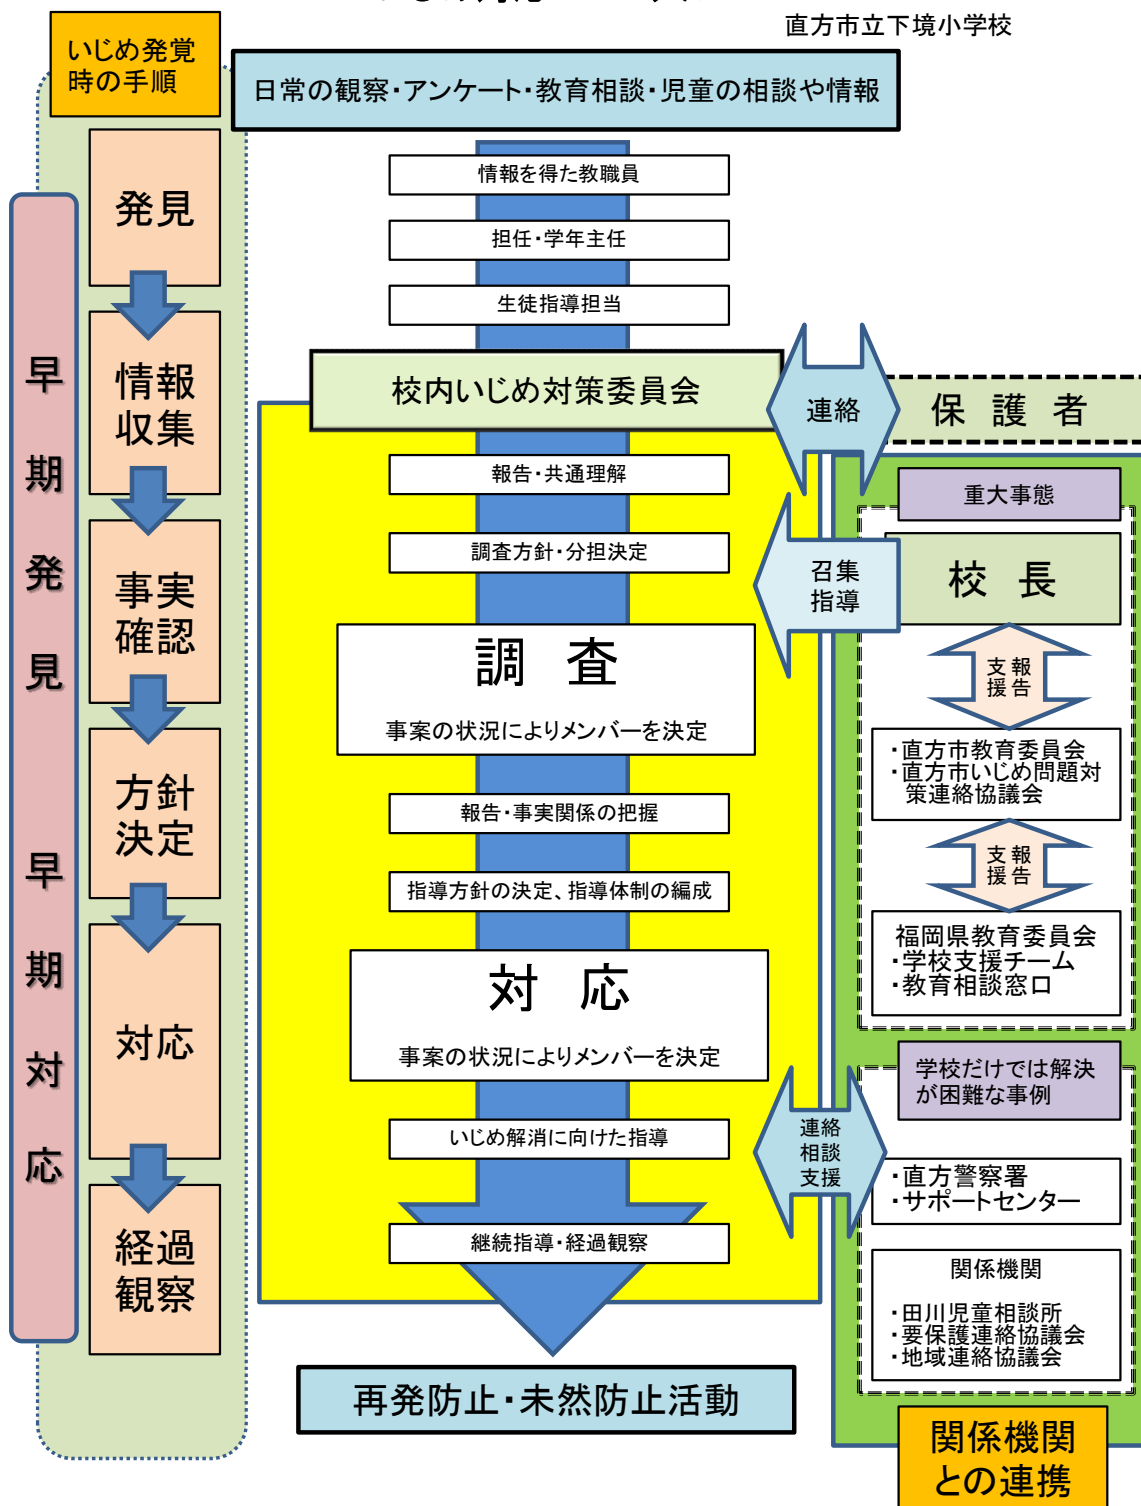 直方市立下境小学校
いじめ発覚
時の手順
日常の観察・アンケート・教育相談・児童の相談や情報
発見
情報
収集
事実
確認
方針
決定
対応
経過
観察
早期発見 早期対応
情報を得た教職員
担任・学年主任
生徒指導担当
校内いじめ対策委員会
連絡
保護者
報告・共通理解
調査方針・分担決定
召集
指導
調査
事案の状況によりメンバーを決定
報告・事実関係の把握
指導方針の決定、指導体制の編成
対応
事案の状況によりメンバーを決定
いじめ解消に向けた指導
継続指導・経過観察
再発防止・未然防止活動
重大事態
校長
支報
援告
・直方市教育委員会
・直方市いじめ問題対
策連絡協議会
支報
援告
福岡県教育委員会
・学校支援チーム
・教育相談窓口
学校だけでは解決
が困難な事例
連絡
相談
支援
・直方警察署
・サポートセンター
関係機関
・田川児童相談所
・要保護連絡協議会
・地域連絡協議会
関係機関
との連携